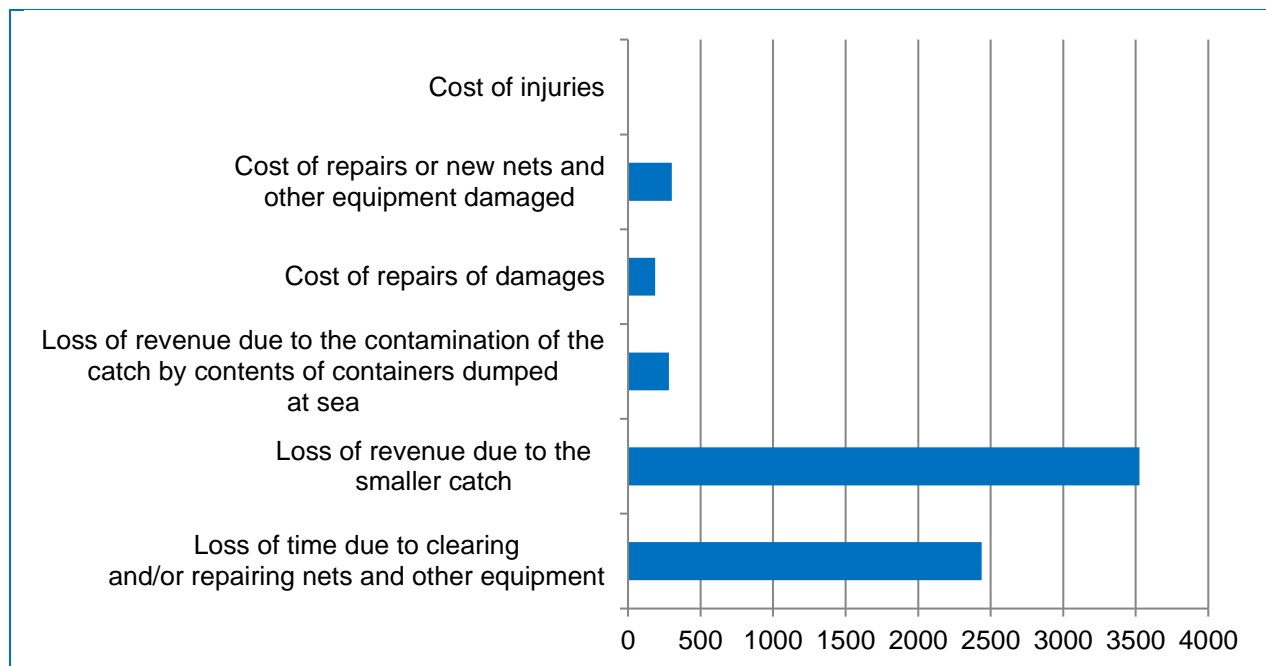 Cost of injuries
Cost of repairs or new nets and
other equipment damaged
Cost of repairs of damages
Loss of revenue due to the contamination of the
catch by contents of containers dumped
at sea
Loss of revenue due to the
smaller catch
Loss of time due to clearing
and/or repairing nets and other equipment
0 500 1000 1500 2000 2500 3000 3500 4000